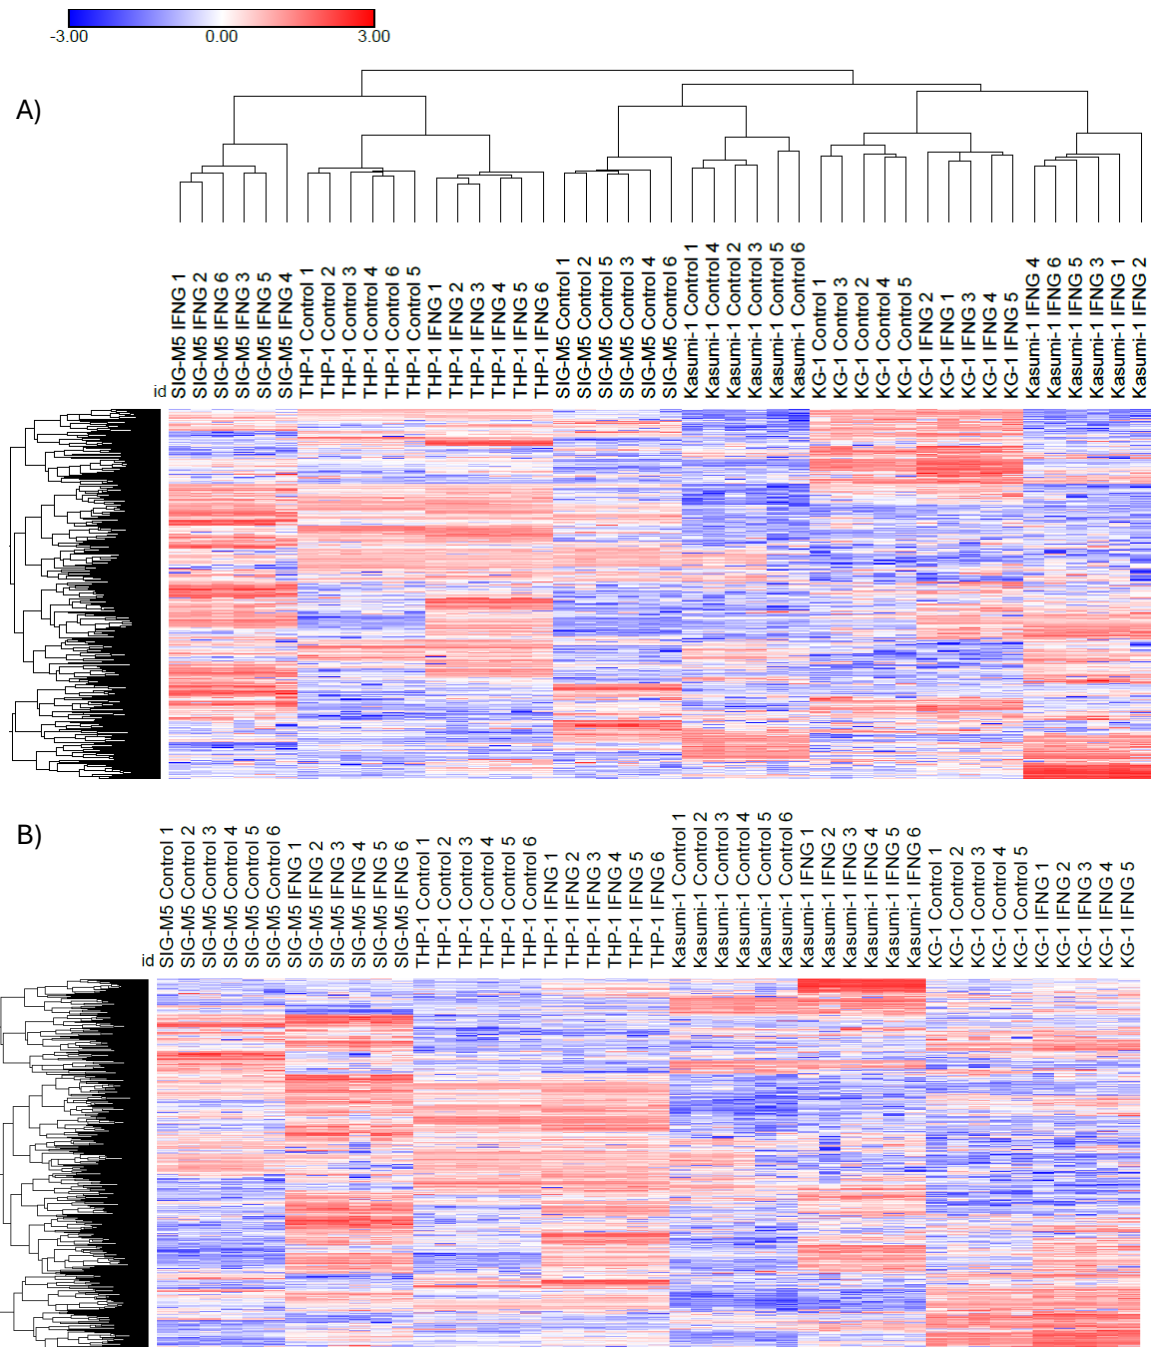 -3.00 0.00 3.00
A)
id
SIG-M5 IFNG 1
SIG-M5 IFNG 2
SIG-M5 IFNG 6
SIG-M5 IFNG 3
SIG-M5 IFNG 5
SIG-M5 IFNG 4
THP-1 Control 1
THP-1 Control 2
THP-1 Control 3
THP-1 Control 4
THP-1 Control 6
THP-1 Control 5
THP-1 IFNG 1
THP-1 IFNG 2
THP-1 IFNG 3
THP-1 IFNG 4
THP-1 IFNG 5
THP-1 IFNG 6
SIG-M5 Control 1
SIG-M5 Control 2
SIG-M5 Control 5
SIG-M5 Control 3
SIG-M5 Control 4
SIG-M5 Control 6
Kasumi-1 Control 1
Kasumi-1 Control 4
Kasumi-1 Control 2
Kasumi-1 Control 3
Kasumi-1 Control 5
Kasumi-1 Control 6
KG-1 Control 1
KG-1 Control 3
KG-1 Control 2
KG-1 Control 4
KG-1 Control 5
KG-1 IFNG 2
KG-1 IFNG 1
KG-1 IFNG 3
KG-1 IFNG 4
KG-1 IFNG 5
Kasumi-1 IFNG 4
Kasumi-1 IFNG 6
Kasumi-1 IFNG 5
Kasumi-1 IFNG 3
Kasumi-1 IFNG 1
Kasumi-1 IFNG 2
B)
id
SIG-M5 Control 1
SIG-M5 Control 2
SIG-M5 Control 3
SIG-M5 Control 4
SIG-M5 Control 5
SIG-M5 Control 6
SIG-M5 IFNG 1
SIG-M5 IFNG 2
SIG-M5 IFNG 3
SIG-M5 IFNG 4
SIG-M5 IFNG 5
SIG-M5 IFNG 6
THP-1 Control 1
THP-1 Control 2
THP-1 Control 3
THP-1 Control 4
THP-1 Control 5
THP-1 Control 6
THP-1 IFNG 1
THP-1 IFNG 2
THP-1 IFNG 3
THP-1 IFNG 4
THP-1 IFNG 5
THP-1 IFNG 6
Kasumi-1 Control 1
Kasumi-1 Control 2
Kasumi-1 Control 3
Kasumi-1 Control 4
Kasumi-1 Control 5
Kasumi-1 Control 6
Kasumi-1 IFNG 1
Kasumi-1 IFNG 2
Kasumi-1 IFNG 3
Kasumi-1 IFNG 4
Kasumi-1 IFNG 5
Kasumi-1 IFNG 6
KG-1 Control 1
KG-1 Control 2
KG-1 Control 3
KG-1 Control 4
KG-1 Control 5
KG-1 IFNG 1
KG-1 IFNG 2
KG-1 IFNG 3
KG-1 IFNG 4
KG-1 IFNG 5